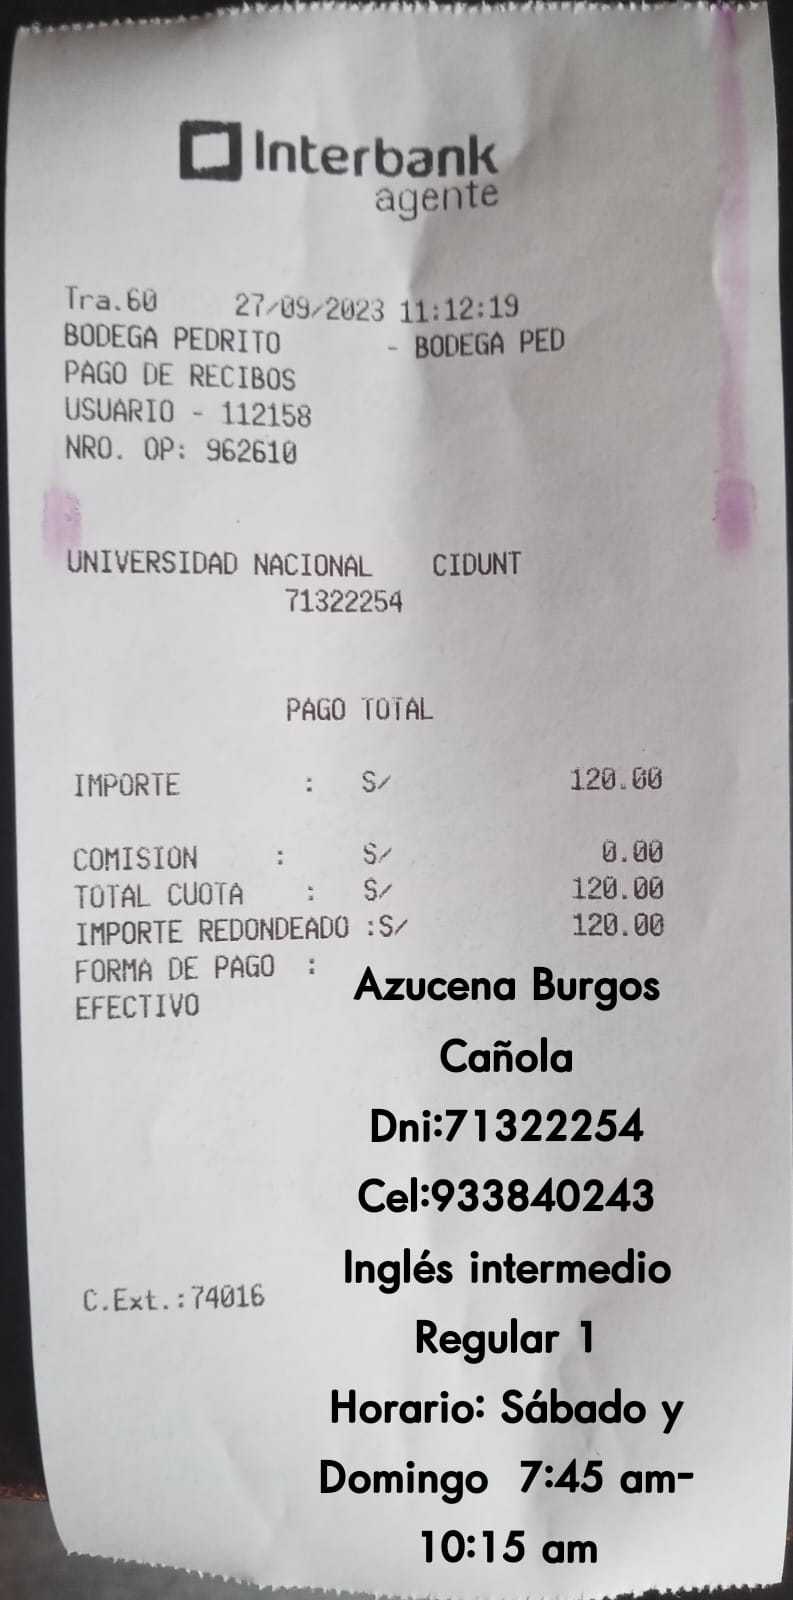 Interbank
agente
Tra.60 27/09/2023 11:12:19
BODEGA PEDRITO - BODEGA PED
PAGO DE RECIBOS
USUARIO - 112158
NRO. OP: 962610
UNIVERSIDAD NACIONAL CIDUNT
71322254
PAGO TOTAL
IMPORTE : S/ 120.00
COMISION : S/ 0.00
TOTAL CUOTA : S/ 120.00
IMPORTE REDONDEADO :S/ 120.00
FORMA DE PAGO :
EFECTIVO
Azucena Burgos
Cañola
Dni:71322254
Cel:933840243
Inglés intermedio
C.Ext.:74016
Regular 1
Horario: Sábado y
Domingo 7:45 am-
10:15 am